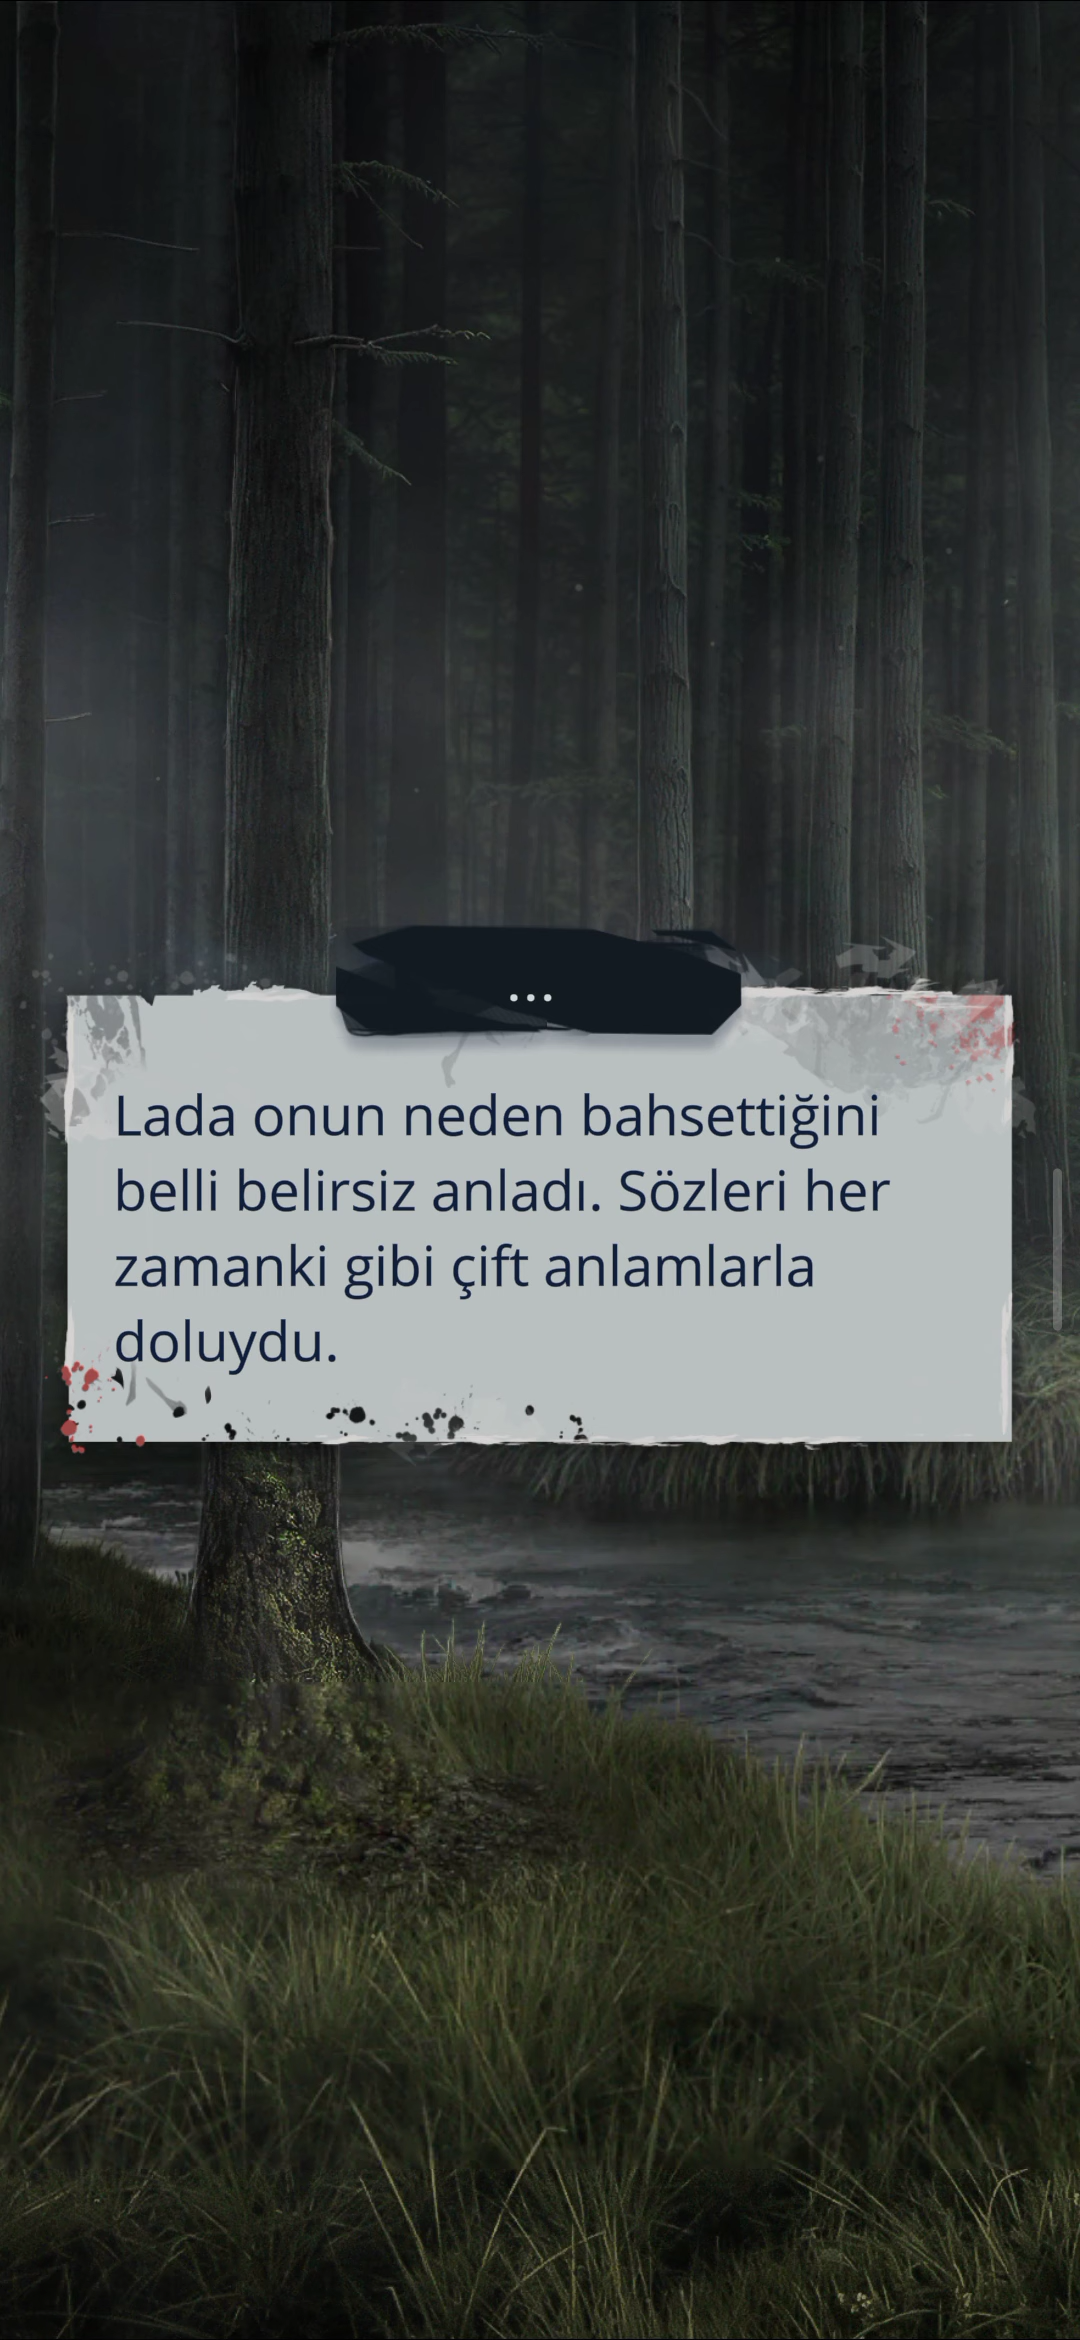 ...
Lada onun neden bahsettiğini
belli belirsiz anladı. Sözleri her
zamanki gibi çift anlamlarla
doluydu.